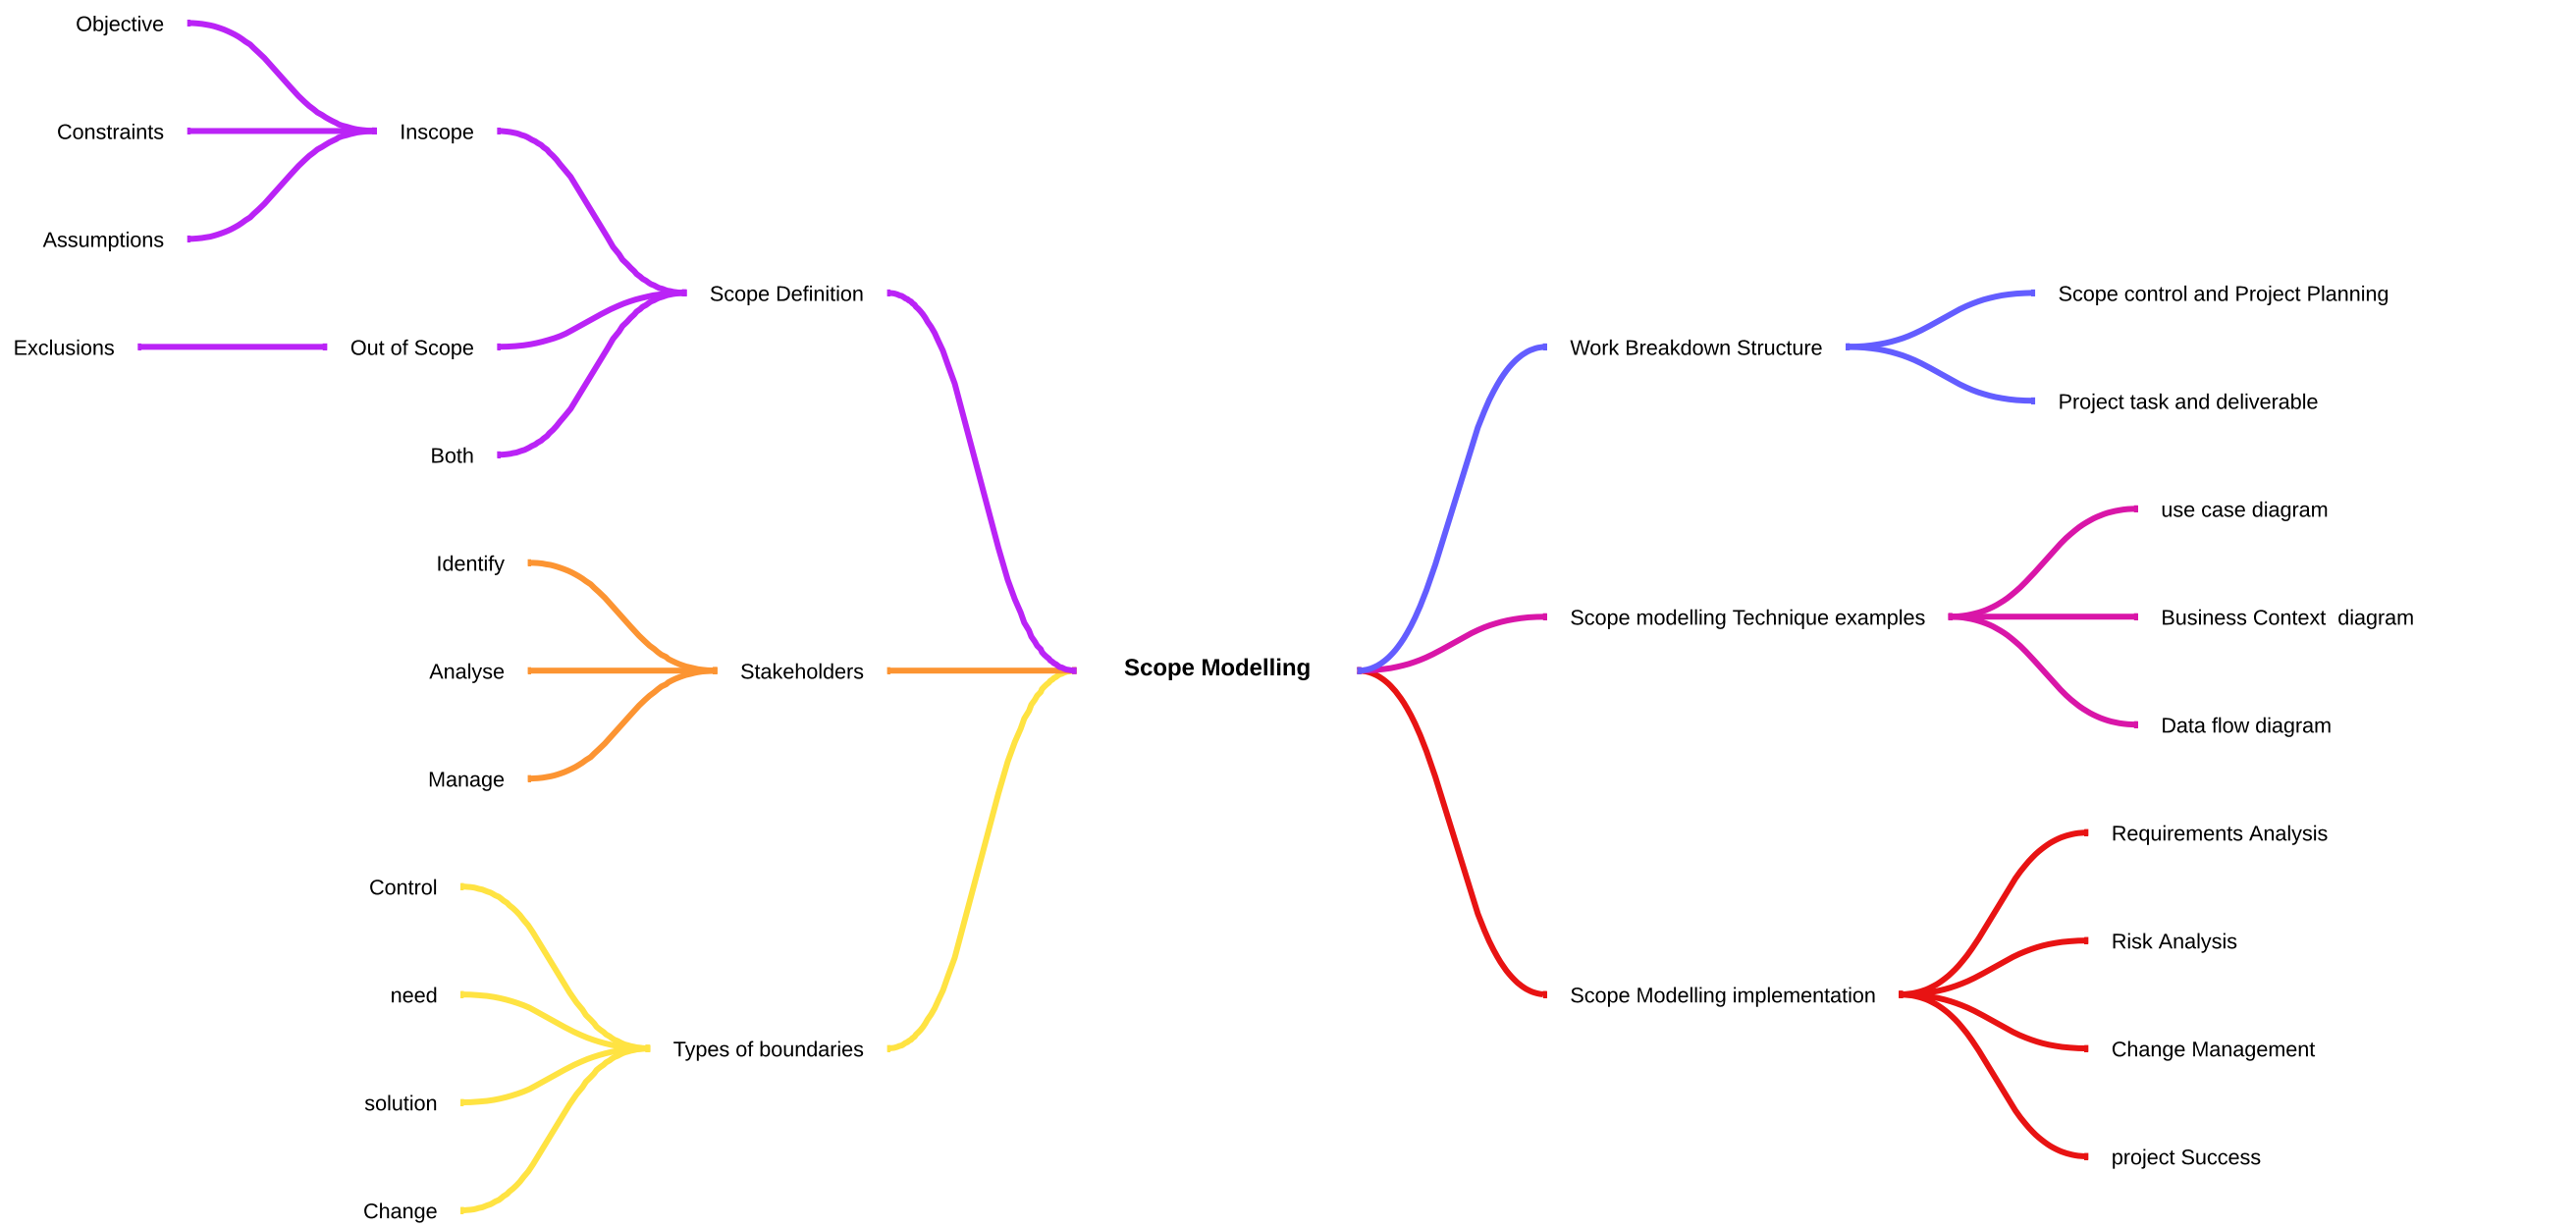 Objective
Constraints
Inscope
Assumptions
Scope Definition
Exclusions
Out of Scope
Both
Identify
Analyse
Stakeholders
Manage
Control
need
Types of boundaries
solution
Change
Scope Modelling
Scope control and Project Planning
Work Breakdown Structure
Project task and deliverable
use case diagram
Scope modelling Technique examples
Business Context  diagram
Data flow diagram
Requirements Analysis
Risk Analysis
Scope Modelling implementation
Change Management
project Success